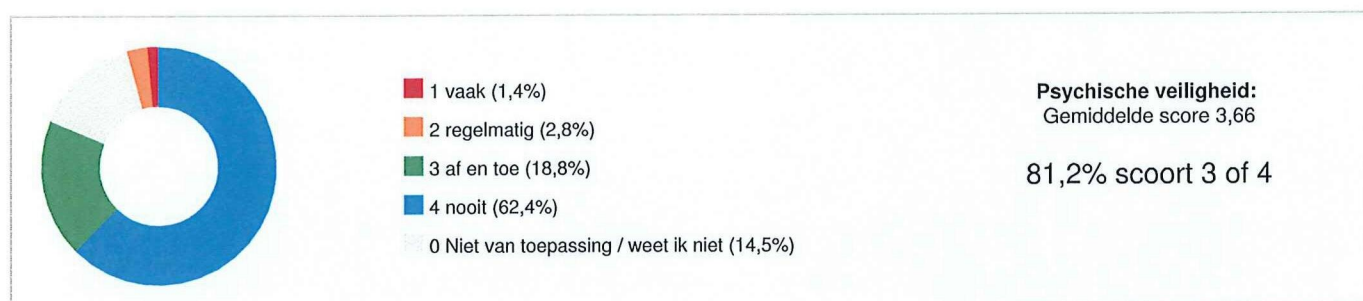 1 vaak (1,4%)
2 regelmatig (2,8%)
3 af en toe (18,8%)
4 nooit (62,4%)
0 Niet van toepassing / weet ik niet (14,5%)
Psychische veiligheid:
Gemiddelde score 3,66
81,2% scoort 3 of 4